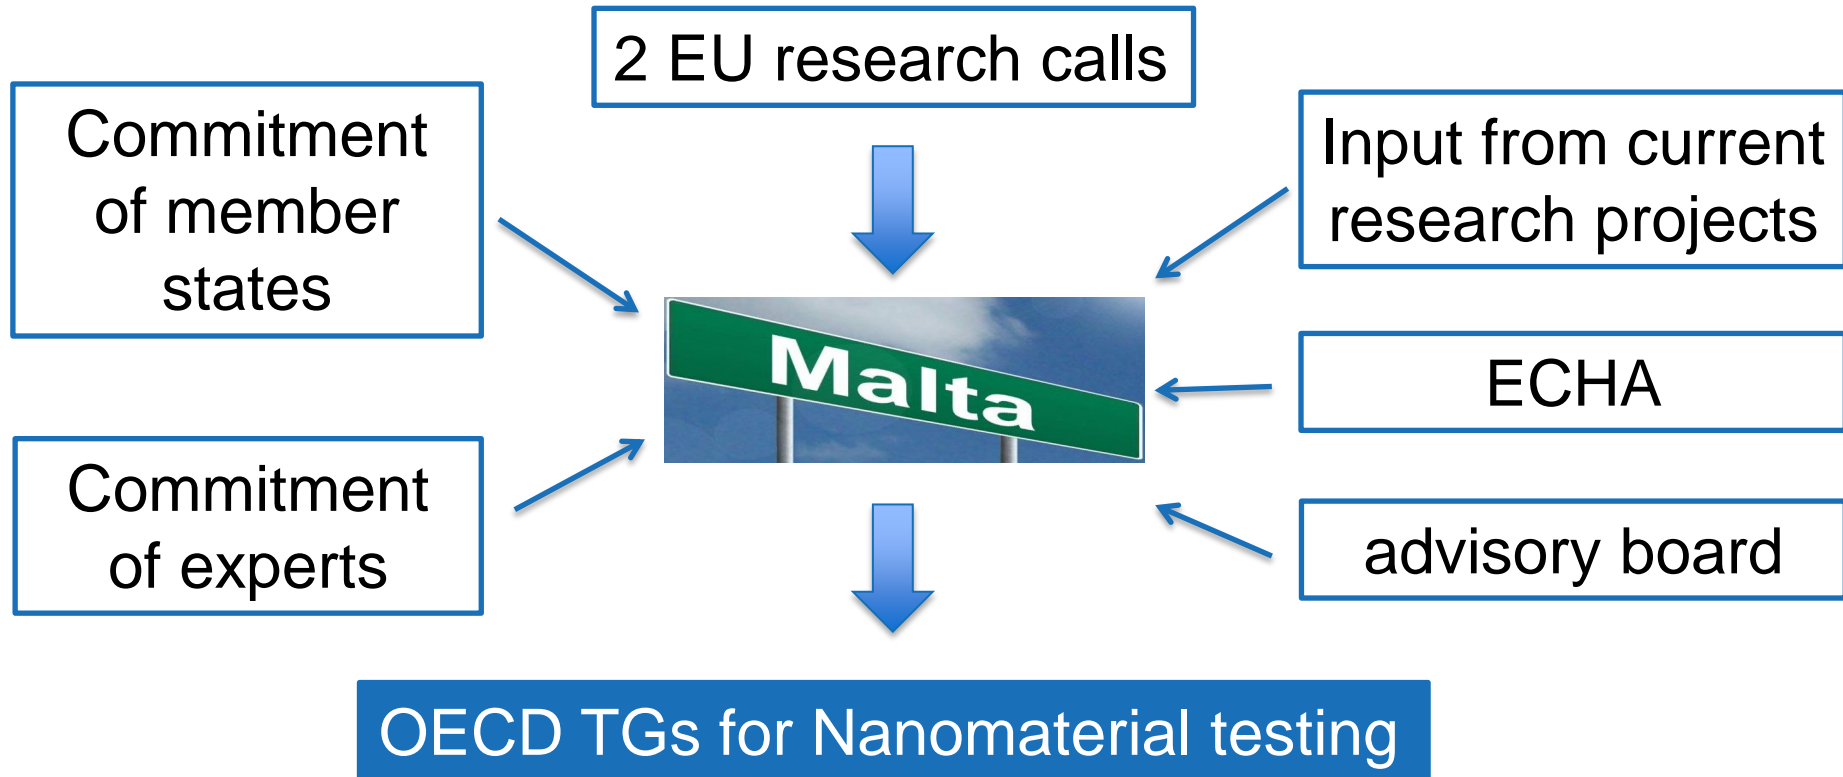 2 EU research calls
Commitment
of member
states
Input from current
research projects
Malta
ECHA
Commitment
of experts
advisory board
OECD TGs for Nanomaterial testing